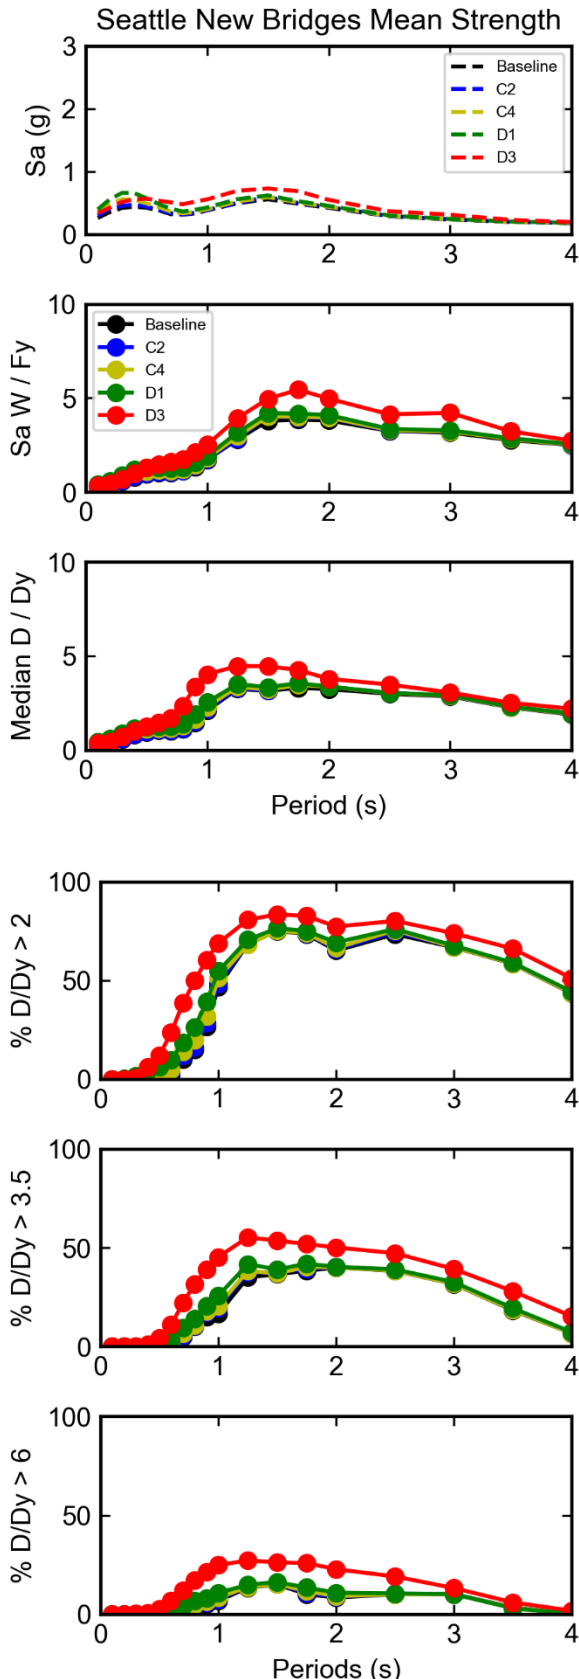 Seattle New Bridges Mean Strength
3
2
1
0
Sa (g)
Baseline
C2
C4
D1
D3
0 1 2 3 4
10
5
0
Sa W / Fy
Baseline
C2
C4
D1
D3
0 1 2 3 4
10
5
0
Median D / Dy
0 1 2 3 4
Period (s)
100
50
0
% D/Dy > 2
0 1 2 3 4
100
50
0
% D/Dy > 3.5
0 1 2 3 4
100
50
0
% D/Dy > 6
0 1 2 3 4
Periods (s)